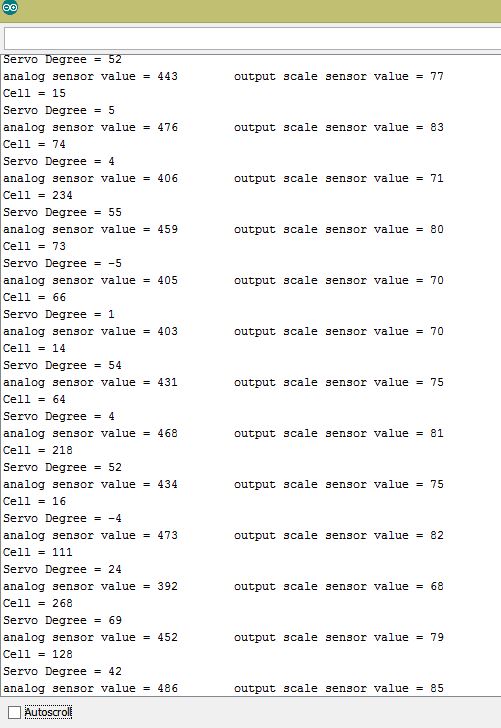 Servo Degree = 52
analog sensor value = 443 output scale sensor value = 77
Cell = 15
Servo Degree = 5
analog sensor value = 476 output scale sensor value = 83
Cell = 74
Servo Degree = 4
analog sensor value = 406 output scale sensor value = 71
Cell = 234
Servo Degree = 55
analog sensor value = 459 output scale sensor value = 80
Cell = 73
Servo Degree = -5
analog sensor value = 405 output scale sensor value = 70
Cell = 66
Servo Degree = 1
analog sensor value = 403 output scale sensor value = 70
Cell = 14
Servo Degree = 54
analog sensor value = 431 output scale sensor value = 75
Cell = 64
Servo Degree = 4
analog sensor value = 468 output scale sensor value = 81
Cell = 218
Servo Degree = 52
analog sensor value = 434 output scale sensor value = 75
Cell = 16
Servo Degree = -4
analog sensor value = 473 output scale sensor value = 82
Cell = 111
Servo Degree = 24
analog sensor value = 392 output scale sensor value = 68
Cell = 268
Servo Degree = 69
analog sensor value = 452 output scale sensor value = 79
Cell = 128
Servo Degree = 42
analog sensor value = 486 output scale sensor value = 85
Autoscroll